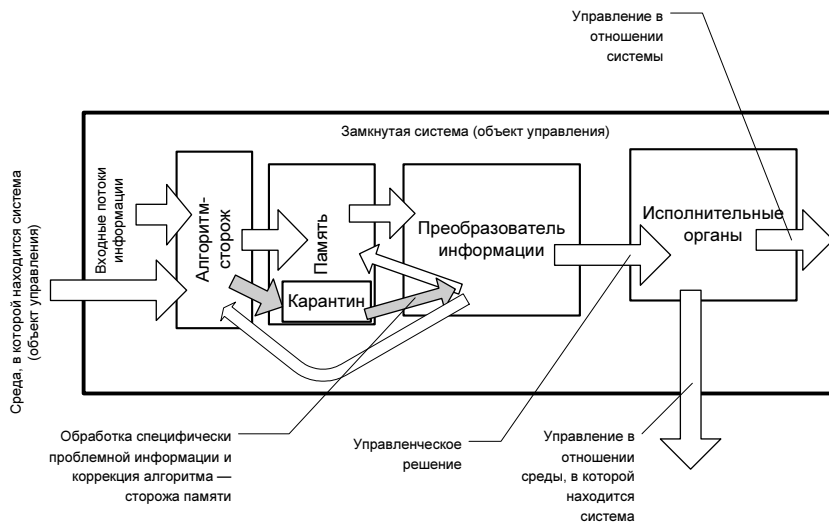 Управление в
отношении
системы
Замкнутая система (объект управления)
Среда, в которой находится система
(объект управления)
Входные потоки
информации
Алгоритм-
сторож
Память
Карантин
Преобразователь
информации
Исполнительные
органы
Обработка специфически
проблемной информации и
коррекция алгоритма —
сторожа памяти
Управленческое
решение
Управление в
отношении
среды, в которой
находится
система